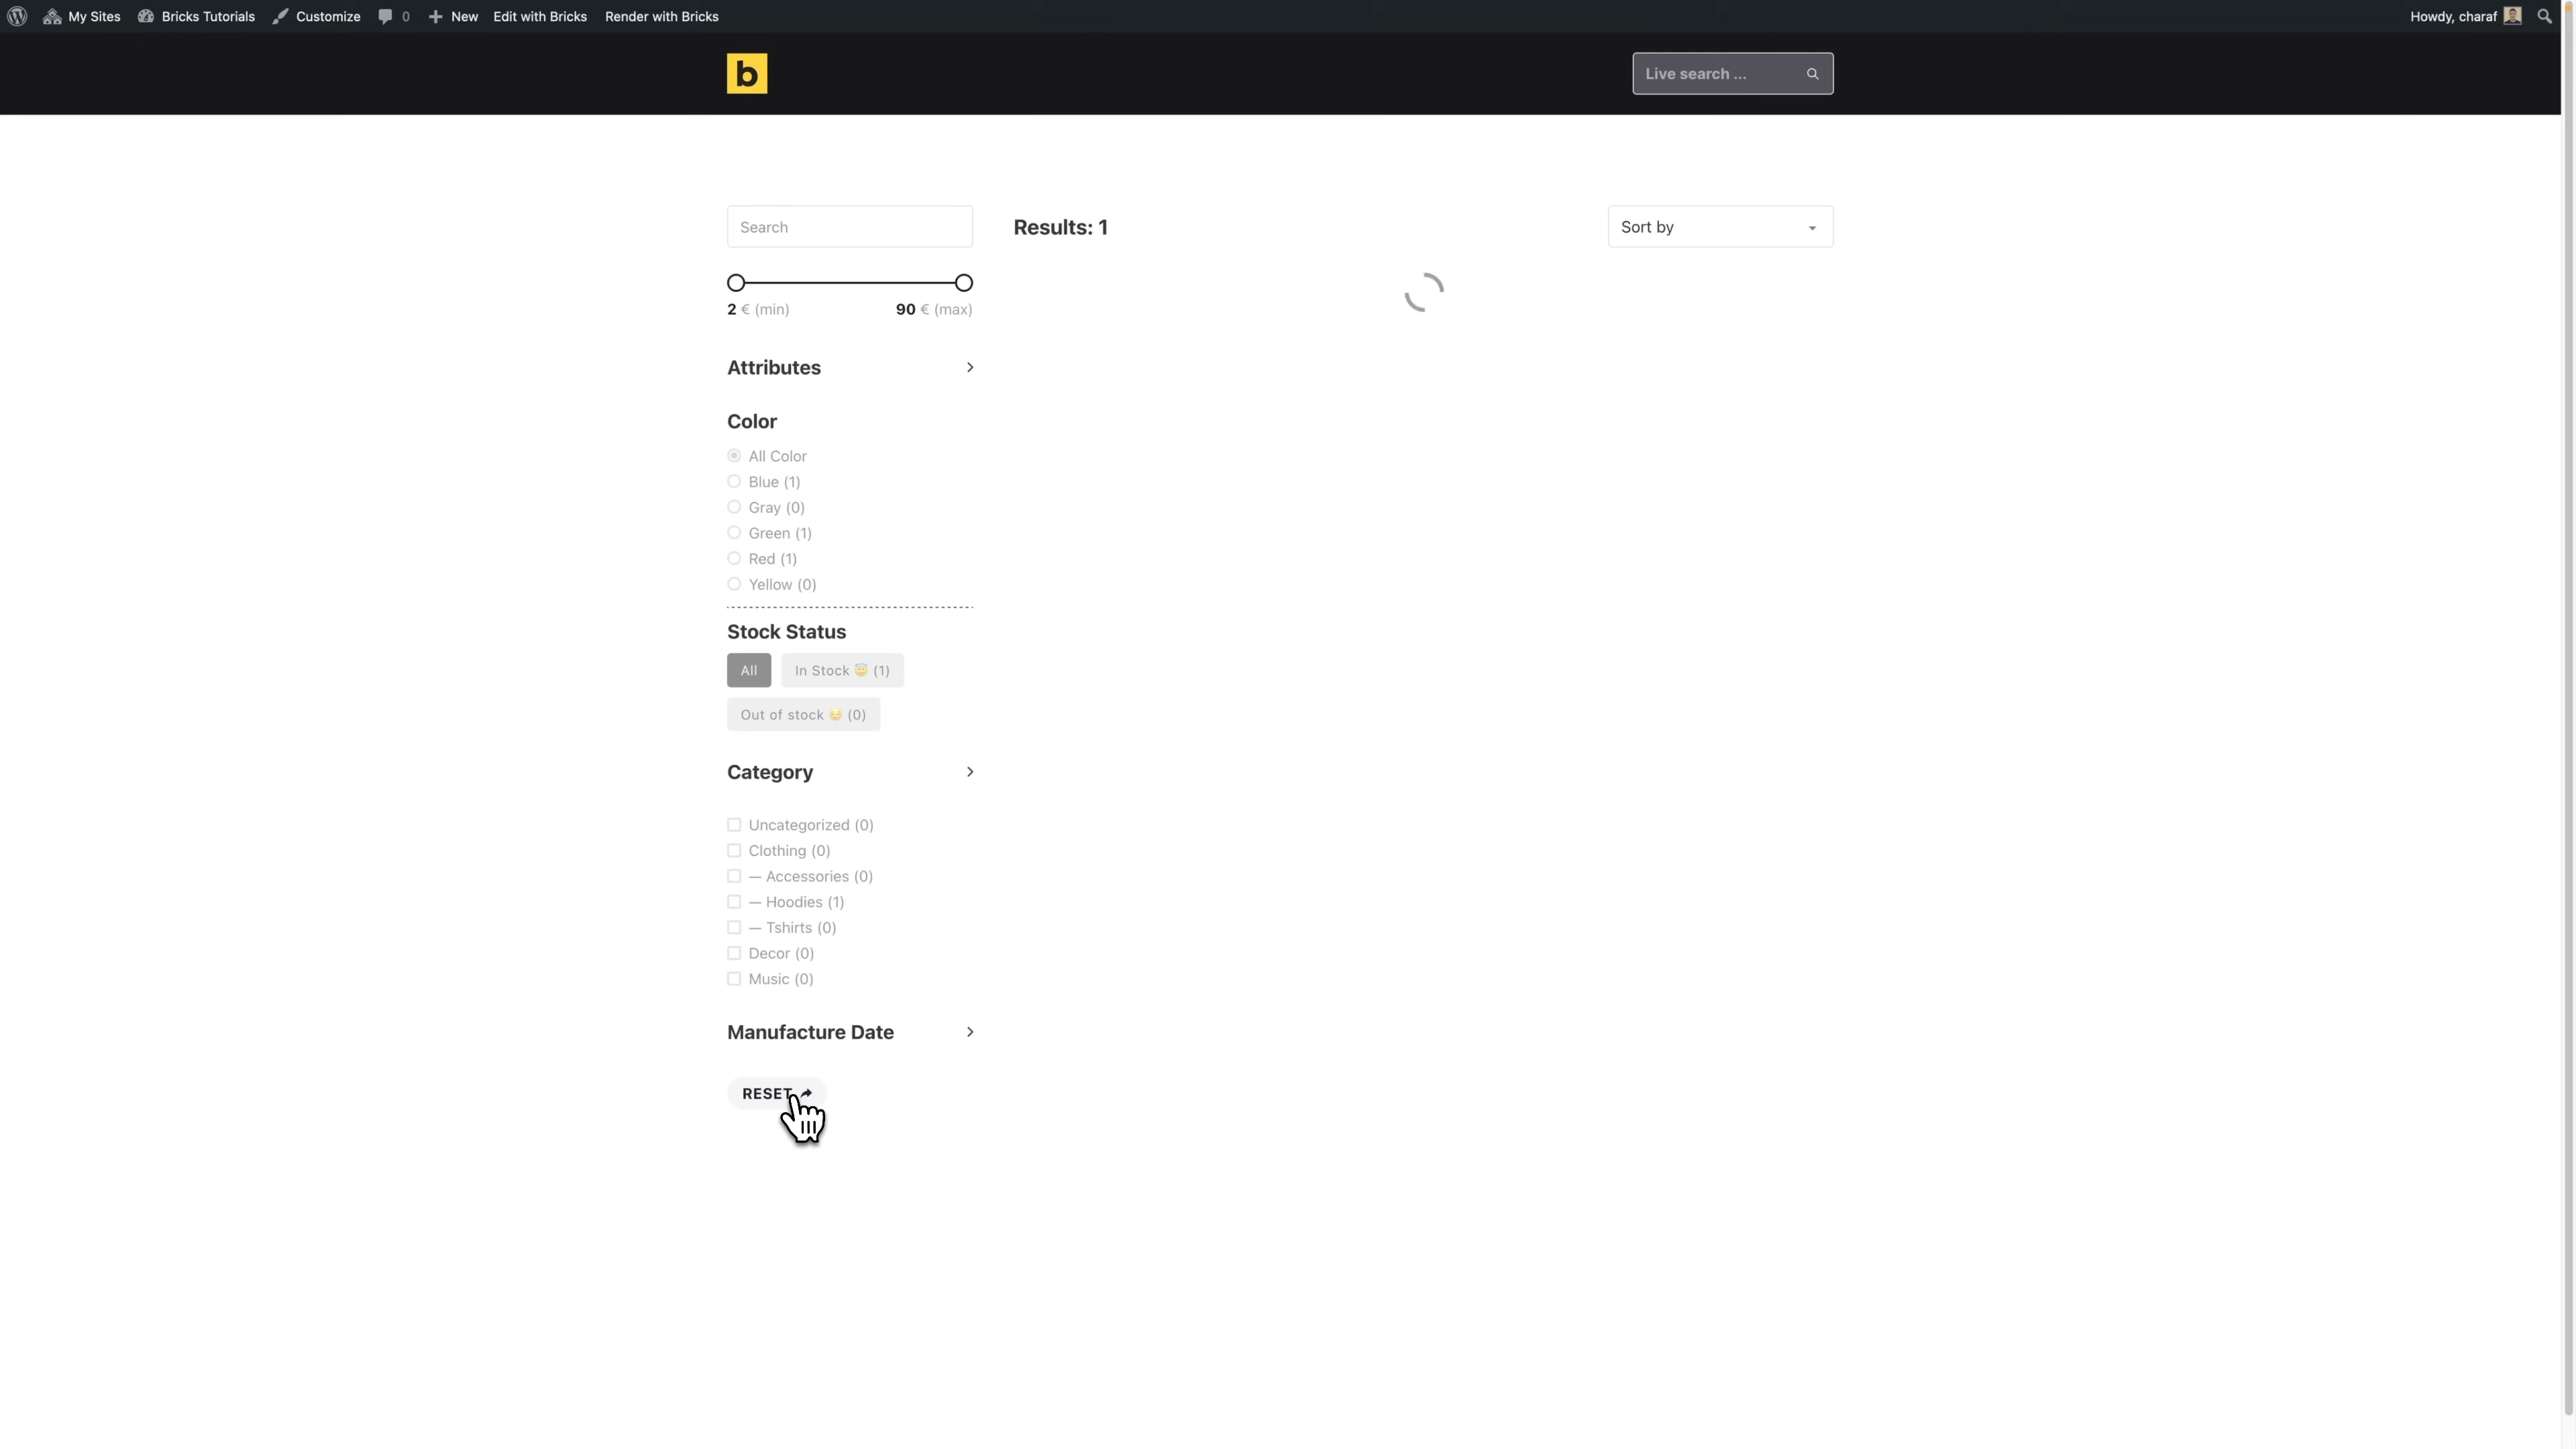 My Sites Bricks Tutorials Customize 0 New Edit with Bricks Render with Bricks Howdy, charaf
b Live search ...
Search Results: 1 Sort by
2 € (min) 90 € (max)
Attributes
Color
All Color
Blue (1)
Gray (0)
Green (1)
Red (1)
Yellow (0)
Stock Status
All In Stock 😇 (1)
Out of stock 😔 (0)
Category
Uncategorized (0)
Clothing (0)
— Accessories (0)
— Hoodies (1)
— Tshirts (0)
Decor (0)
Music (0)
Manufacture Date
RESET